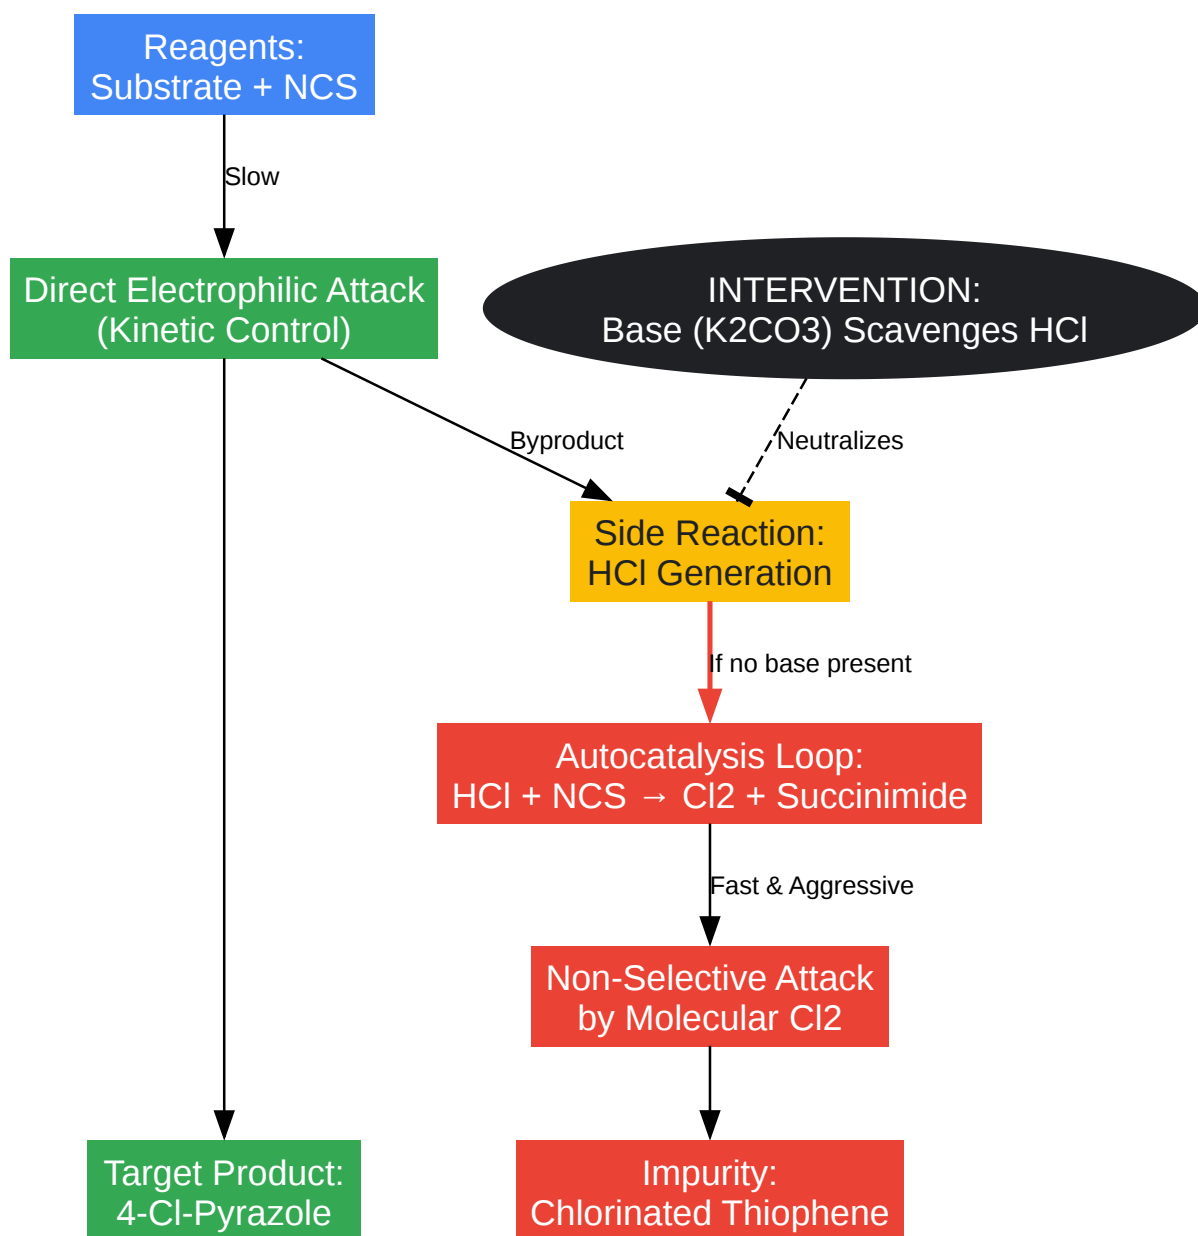 Reagents:
Substrate + NCS
Slow
Direct Electrophilic Attack
(Kinetic Control)
INTERVENTION:
Base (K2CO3) Scavenges HCl
Byproduct
Neutralizes
Side Reaction:
HCl Generation
If no base present
Autocatalysis Loop:
HCl + NCS → Cl2 + Succinimide
Fast & Aggressive
Non-Selective Attack
by Molecular Cl2
Target Product:
4-Cl-Pyrazole
Impurity:
Chlorinated Thiophene